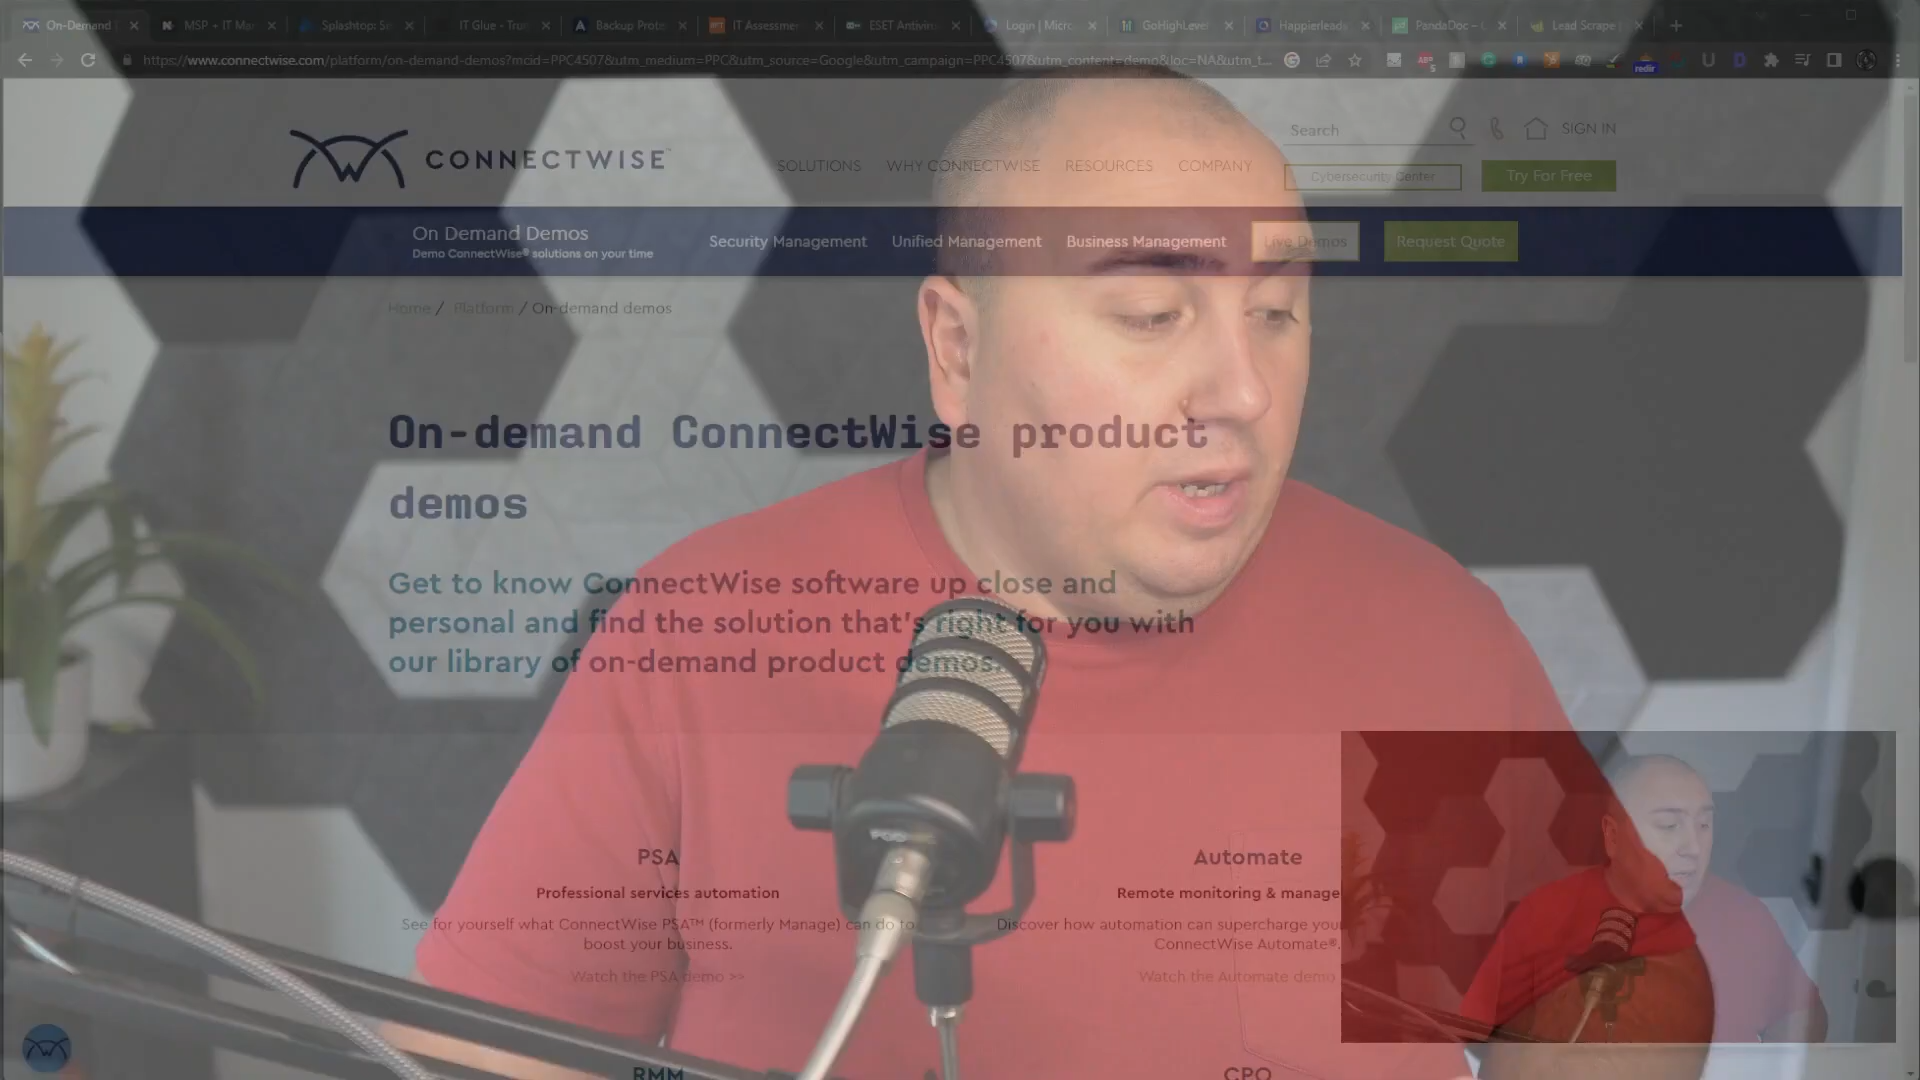 On-Demand
MSP + IT Ma
Splashtop: Se
IT Glue - Tru
Backup Prote
IT Assessme
ESET Antivir
Login | Micr
GoHighLevel
Happierleads
PandaDoc -
Lead Scrape
https://www.connectwise.com/platform/on-demand-demos?mcid=PPC4507&utm_medium=PPC&utm_source=Google&utm_campaign=PPC4507&utm_content=demo&loc=NA&utm_t...
redir
CONNECTWISE
Search
SIGN IN
SOLUTIONS
WHY CONNECTWISE
RESOURCES
COMPANY
Cybersecurity Center
Try For Free
On Demand Demos
Demo ConnectWise® solutions on your time
Security Management
Unified Management
Business Management
Live Demos
Request Quote
Home / Platform / On-demand demos
On-demand ConnectWise product
demos
Get to know ConnectWise software up close and
personal and find the solution that's right for you with
our library of on-demand product demos.
PSA
Professional services automation
See for yourself what ConnectWise PSA™ (formerly Manage) can do to
boost your business.
Watch the PSA demo >>
Automate
Remote monitoring & manage
Discover how automation can supercharge your
ConnectWise Automate®.
Watch the Automate demo
RMM
CPQ